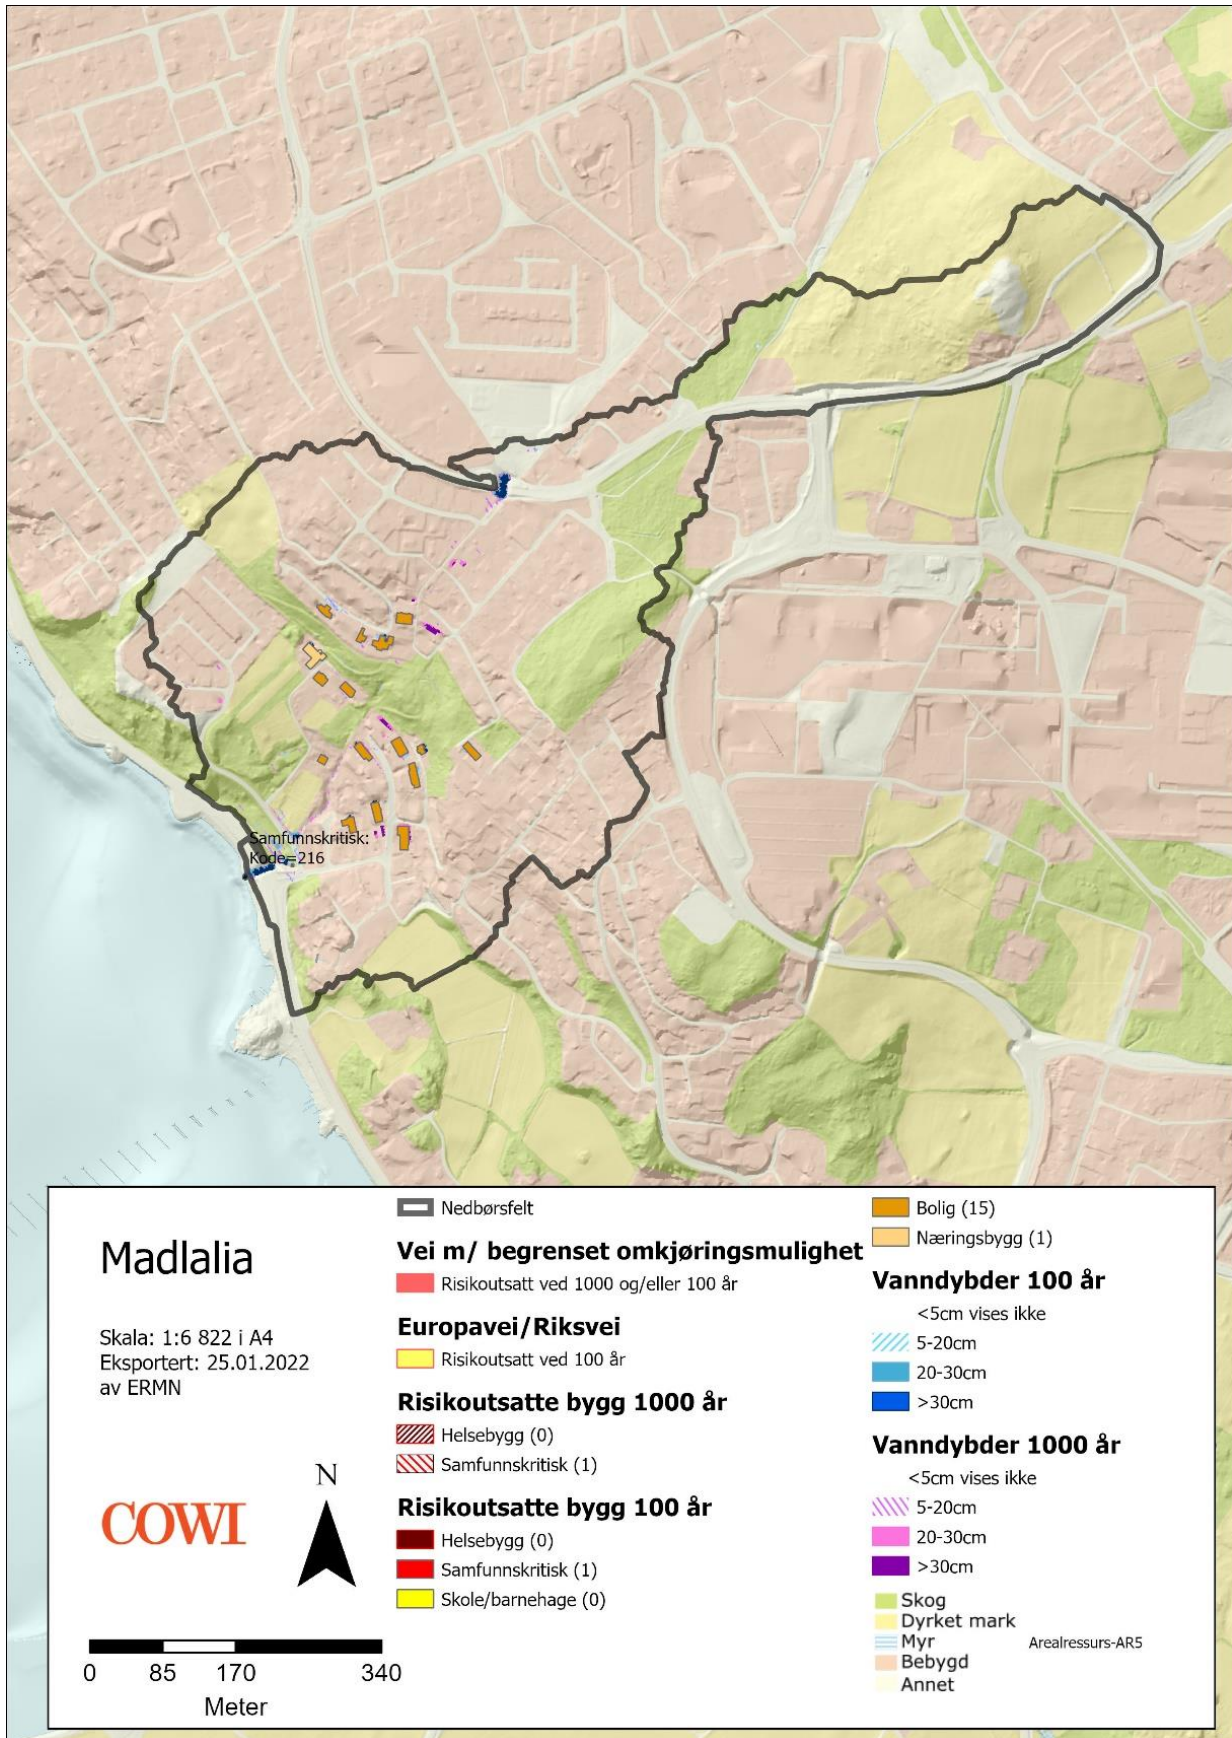 Samfunnskritisk:
Kode=216
Madlalia
Skala: 1:6 822 i A4
Eksportert: 25.01.2022
av ERMN
COWI
N
0 85 170 340
Meter
Nedbørsfelt
Vei m/ begrenset omkjøringsmulighet
Risikoutsatt ved 1000 og/eller 100 år
Europavei/Riksvei
Risikoutsatt ved 100 år
Risikoutsatte bygg 1000 år
Helsebygg (0)
Samfunnskritisk (1)
Risikoutsatte bygg 100 år
Helsebygg (0)
Samfunnskritisk (1)
Skole/barnehage (0)
Bolig (15)
Næringsbygg (1)
Vanndybder 100 år
<5cm vises ikke
5-20cm
20-30cm
>30cm
Vanndybder 1000 år
<5cm vises ikke
5-20cm
20-30cm
>30cm
Skog
Dyrket mark
Myr
Bebygd
Annet
Arealressurs-AR5